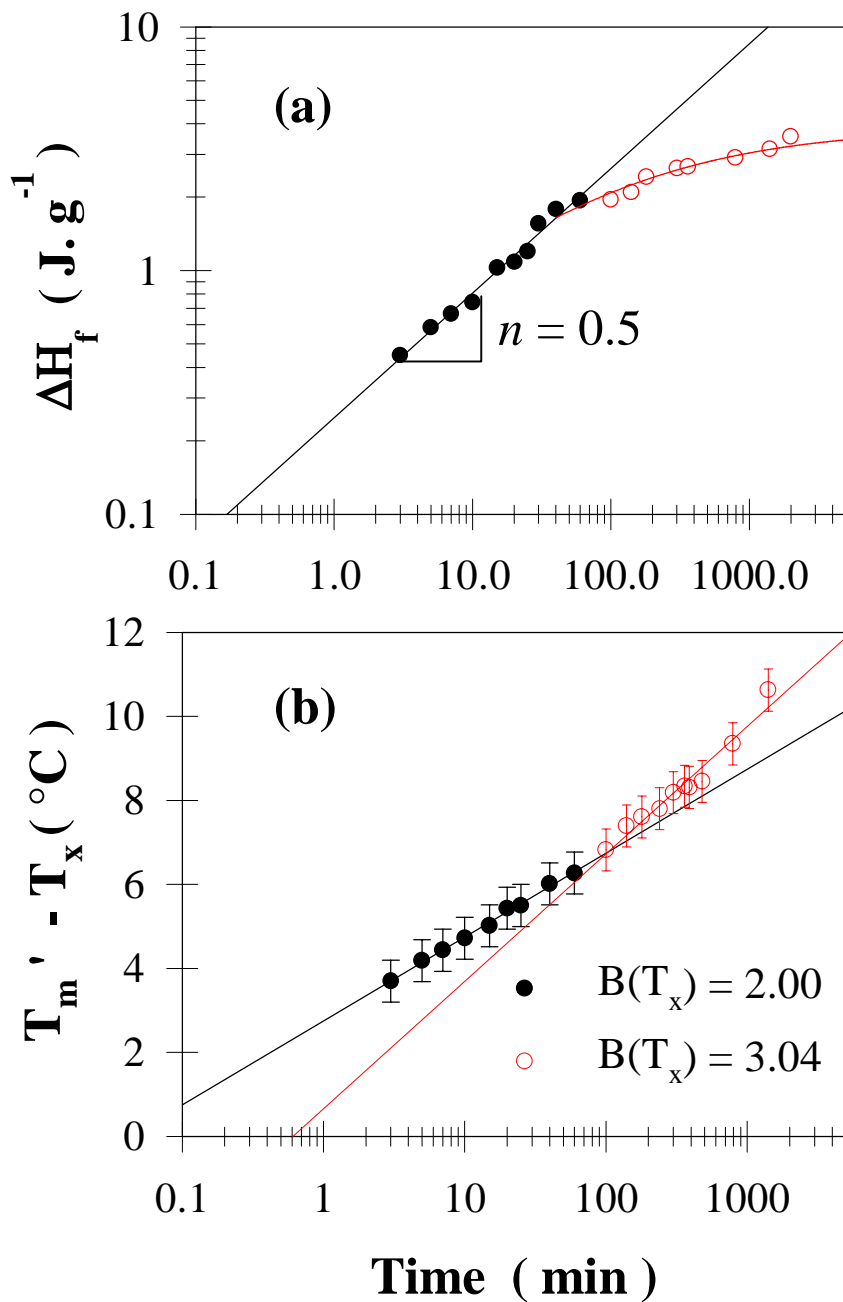 10
(a)
ΔH_f ( J.g^-1 )
1
n = 0.5
0.1
0.1 1.0 10.0 100.0 1000.0
12
(b)
10
8
T_m' - T_x ( °C )
6
4
B(T_x) = 2.00
2
B(T_x) = 3.04
0
0.1 1 10 100 1000
Time ( min )